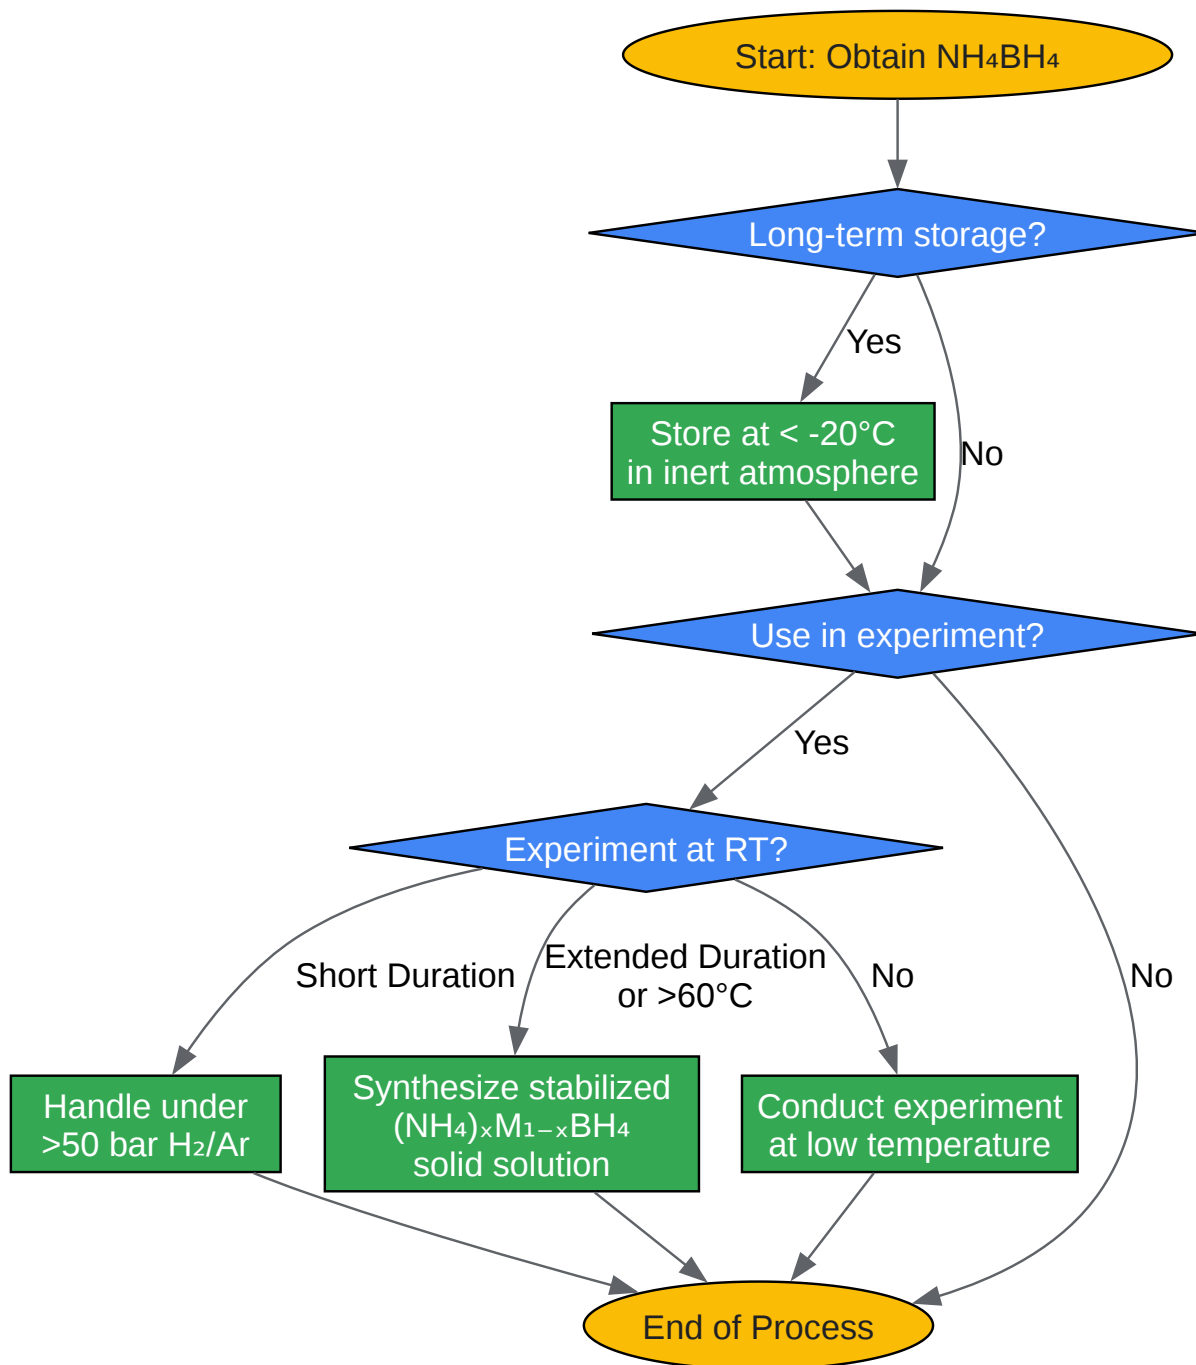 Start: Obtain NH₄BH₄
Long-term storage?
Yes
Store at < -20°C
in inert atmosphere
No
Use in experiment?
Yes
Experiment at RT?
Short Duration
Extended Duration
or >60°C
No
No
Handle under
>50 bar H₂/Ar
Synthesize stabilized
(NH₄)ₓM₁₋ₓBH₄
solid solution
Conduct experiment
at low temperature
End of Process